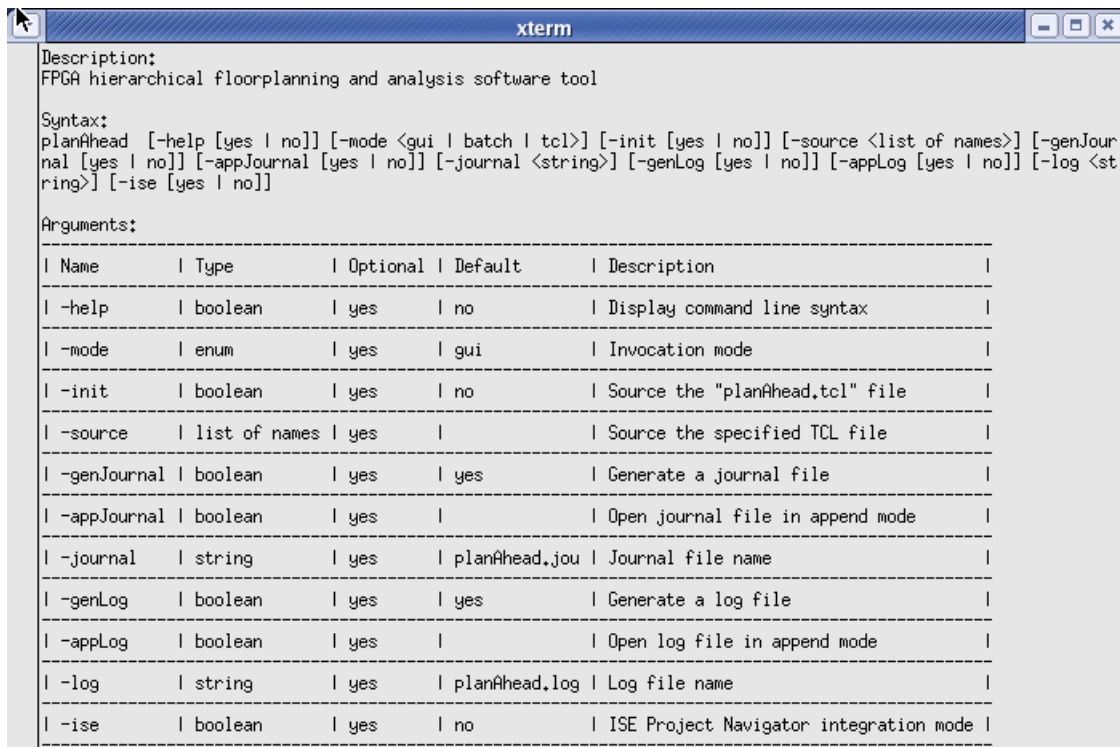 xterm
Description:
FPGA hierarchical floorplanning and analysis software tool
Syntax:
planAhead  [-help [yes | no]] [-mode <gui | batch | tcl>] [-init [yes | no]] [-source <list of names>] [-genJour
nal [yes | no]] [-appJournal [yes | no]] [-journal <string>] [-genLog [yes | no]] [-appLog [yes | no]] [-log <st
ring>] [-ise [yes | no]]
Arguments:
| Name | Type | Optional | Default | Description |
| -help | boolean | yes | no | Display command line syntax |
| -mode | enum | yes | gui | Invocation mode |
| -init | boolean | yes | no | Source the "planAhead.tcl" file |
| -source | list of names | yes | | Source the specified TCL file |
| -genJournal | boolean | yes | yes | Generate a journal file |
| -appJournal | boolean | yes | | Open journal file in append mode |
| -journal | string | yes | planAhead.jou | Journal file name |
| -genLog | boolean | yes | yes | Generate a log file |
| -appLog | boolean | yes | | Open log file in append mode |
| -log | string | yes | planAhead.log | Log file name |
| -ise | boolean | yes | no | ISE Project Navigator integration mode |